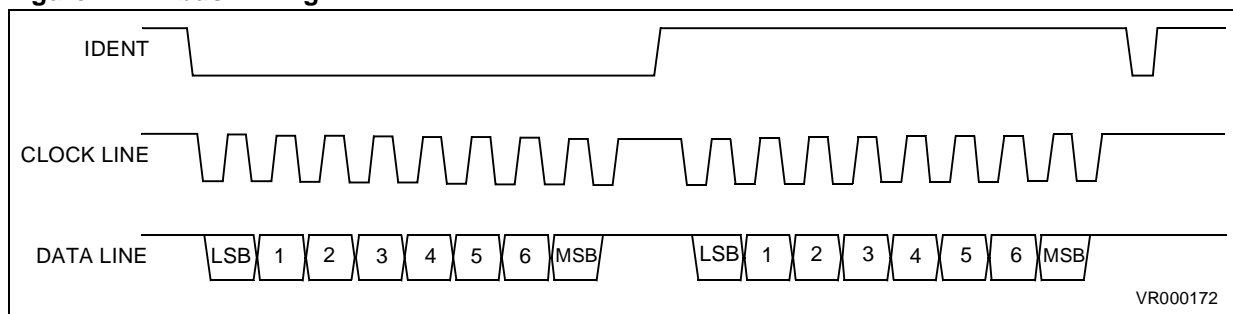 IDENT
CLOCK LINE
DATA LINE
LSB 1 2 3 4 5 6 MSB LSB 1 2 3 4 5 6 MSB
VR000172